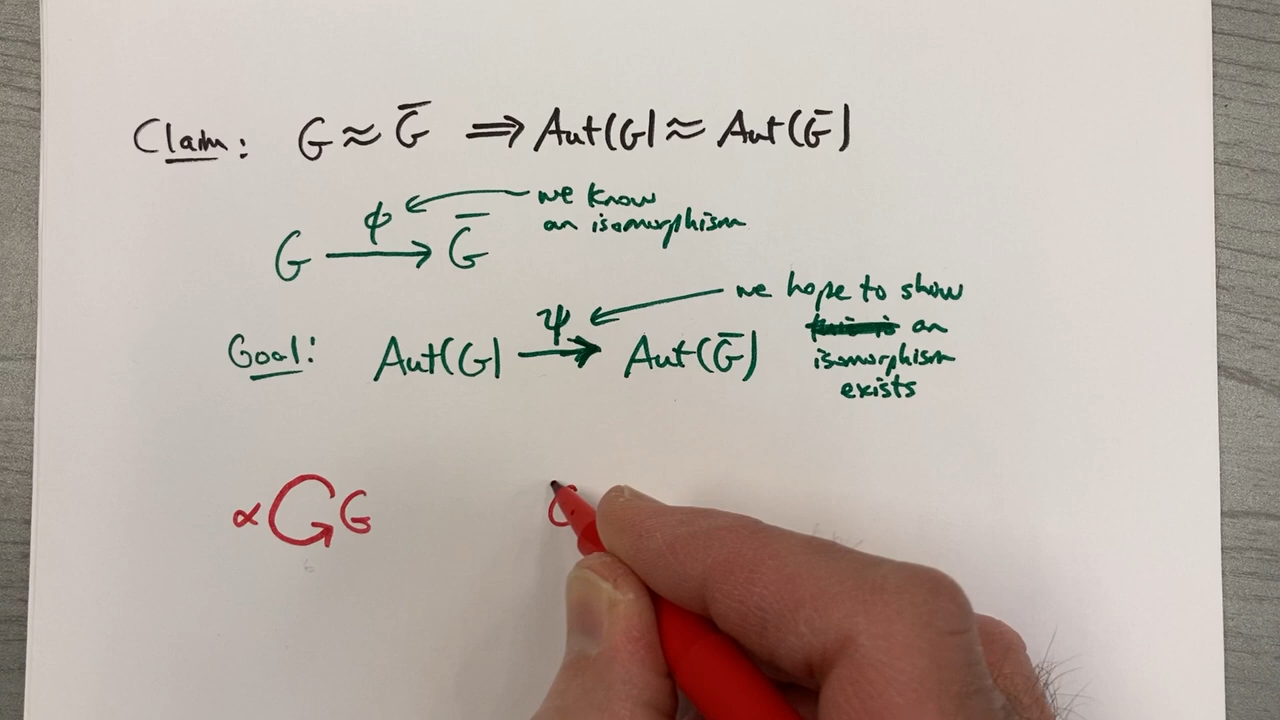 Claim: G ≈ G̅ ⟹ Aut(G) ≈ Aut(G̅)
we know
an isomorphism
G ⟶ϕ G̅
Goal: Aut(G) ⟶ψ Aut(G̅)
we hope to show
an
isomorphism
exists
α G
G